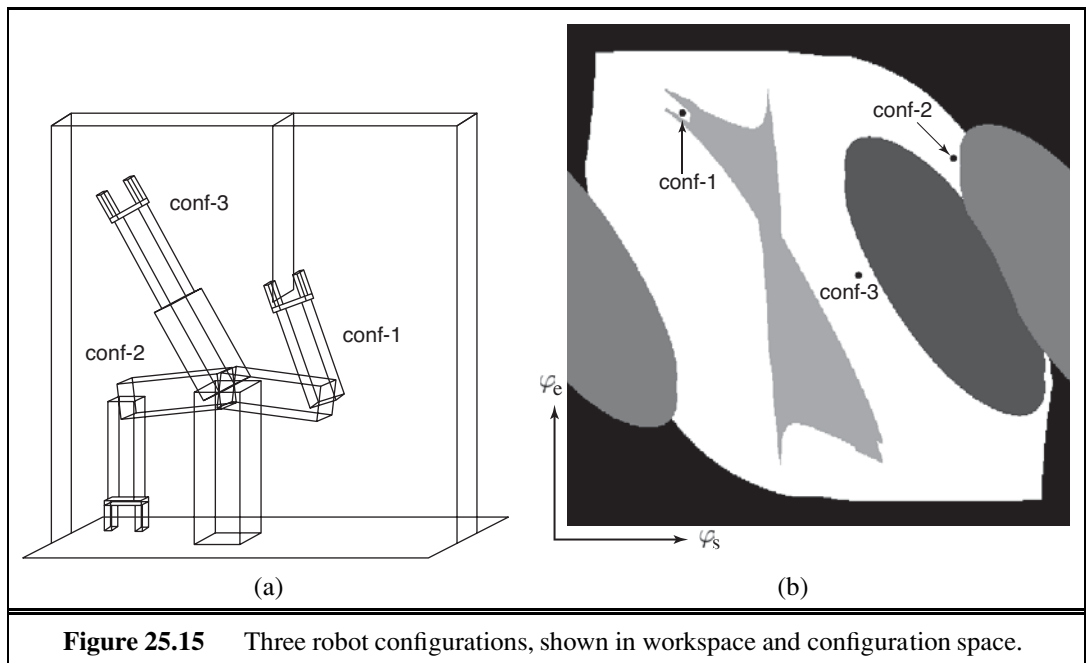 conf-3
conf-1
conf-2
(a)
conf-2
conf-1
conf-3
φe
φs
(b)
Figure 25.15 Three robot configurations, shown in workspace and configuration space.